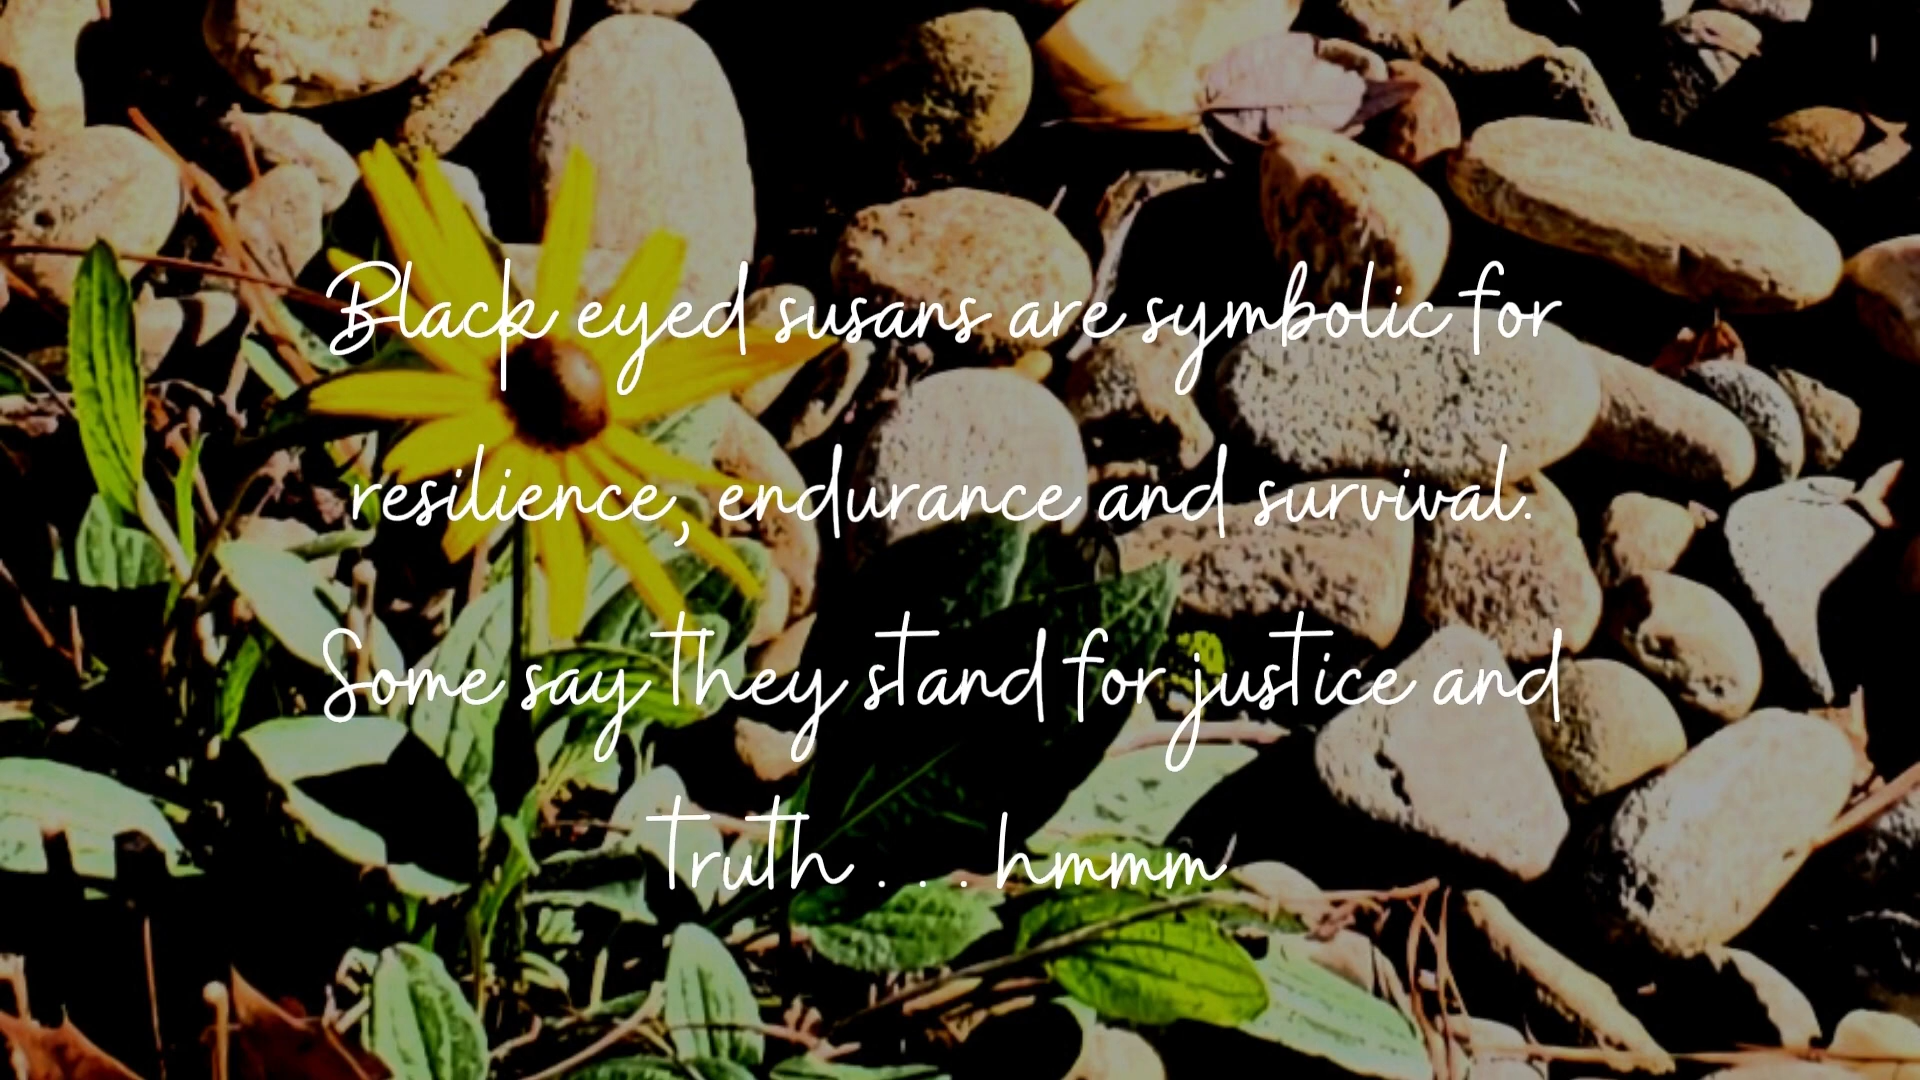 Black eyed susans are symbolic for
resilience, endurance and survival.
Some say they stand for justice and
truth . . . hmmm